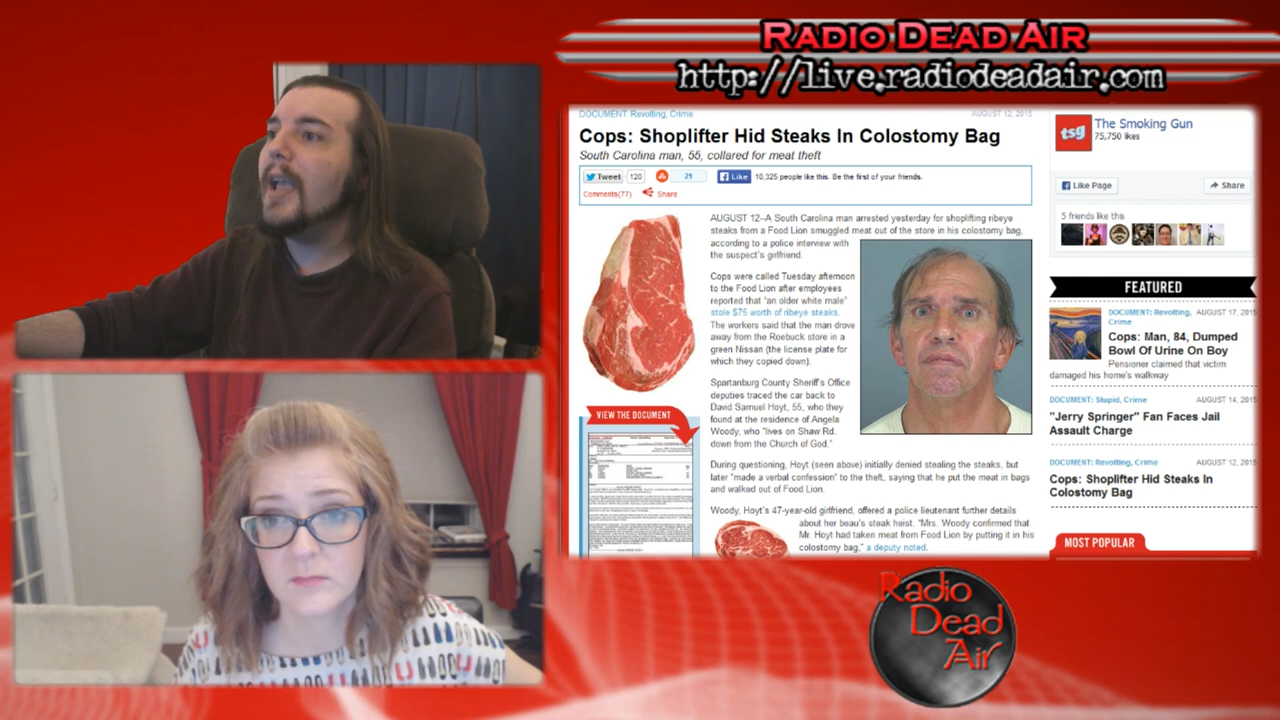 RADIO DEAD AIR
http://live.radiodeadair.com
DOCUMENT: Revolting, Crime
AUGUST 12, 2015
Cops: Shoplifter Hid Steaks In Colostomy Bag
South Carolina man, 55, collared for meat theft
Tweet 120 21 Like 10,325 people like this. Be the first of your friends.
Comments(77) Share
AUGUST 12--A South Carolina man arrested yesterday for shoplifting ribeye
steaks from a Food Lion smuggled meat out of the store in his colostomy bag,
according to a police interview with
the suspect's girlfriend.
Cops were called Tuesday afternoon
to the Food Lion after employees
reported that "an older white male"
stole $75 worth of ribeye steaks.
The workers said that the man drove
away from the Roebuck store in a
green Nissan (the license plate for
which they copied down).
Spartanburg County Sheriff's Office
deputies traced the car back to
David Samuel Hoyt, 55, who they
found at the residence of Angela
Woody, who "lives on Shaw Rd.
down from the Church of God."
During questioning, Hoyt (seen above) initially denied stealing the steaks, but
later "made a verbal confession" to the theft, saying that he put the meat in bags
and walked out of Food Lion.
Woody, Hoyt's 47-year-old girlfriend, offered a police lieutenant further details
about her beau's steak heist. "Mrs. Woody confirmed that
Mr. Hoyt had taken meat from Food Lion by putting it in his
colostomy bag," a deputy noted.
VIEW THE DOCUMENT
tsg
The Smoking Gun
75,750 likes
Like Page
Share
5 friends like this
FEATURED
DOCUMENT: Revolting, AUGUST 17, 2015
Crime
Cops: Man, 84, Dumped
Bowl Of Urine On Boy
Pensioner claimed that victim
damaged his home's walkway
DOCUMENT: Stupid, Crime AUGUST 14, 2015
"Jerry Springer" Fan Faces Jail
Assault Charge
DOCUMENT: Revolting, Crime AUGUST 12, 2015
Cops: Shoplifter Hid Steaks In
Colostomy Bag
MOST POPULAR
Radio
Dead
Air